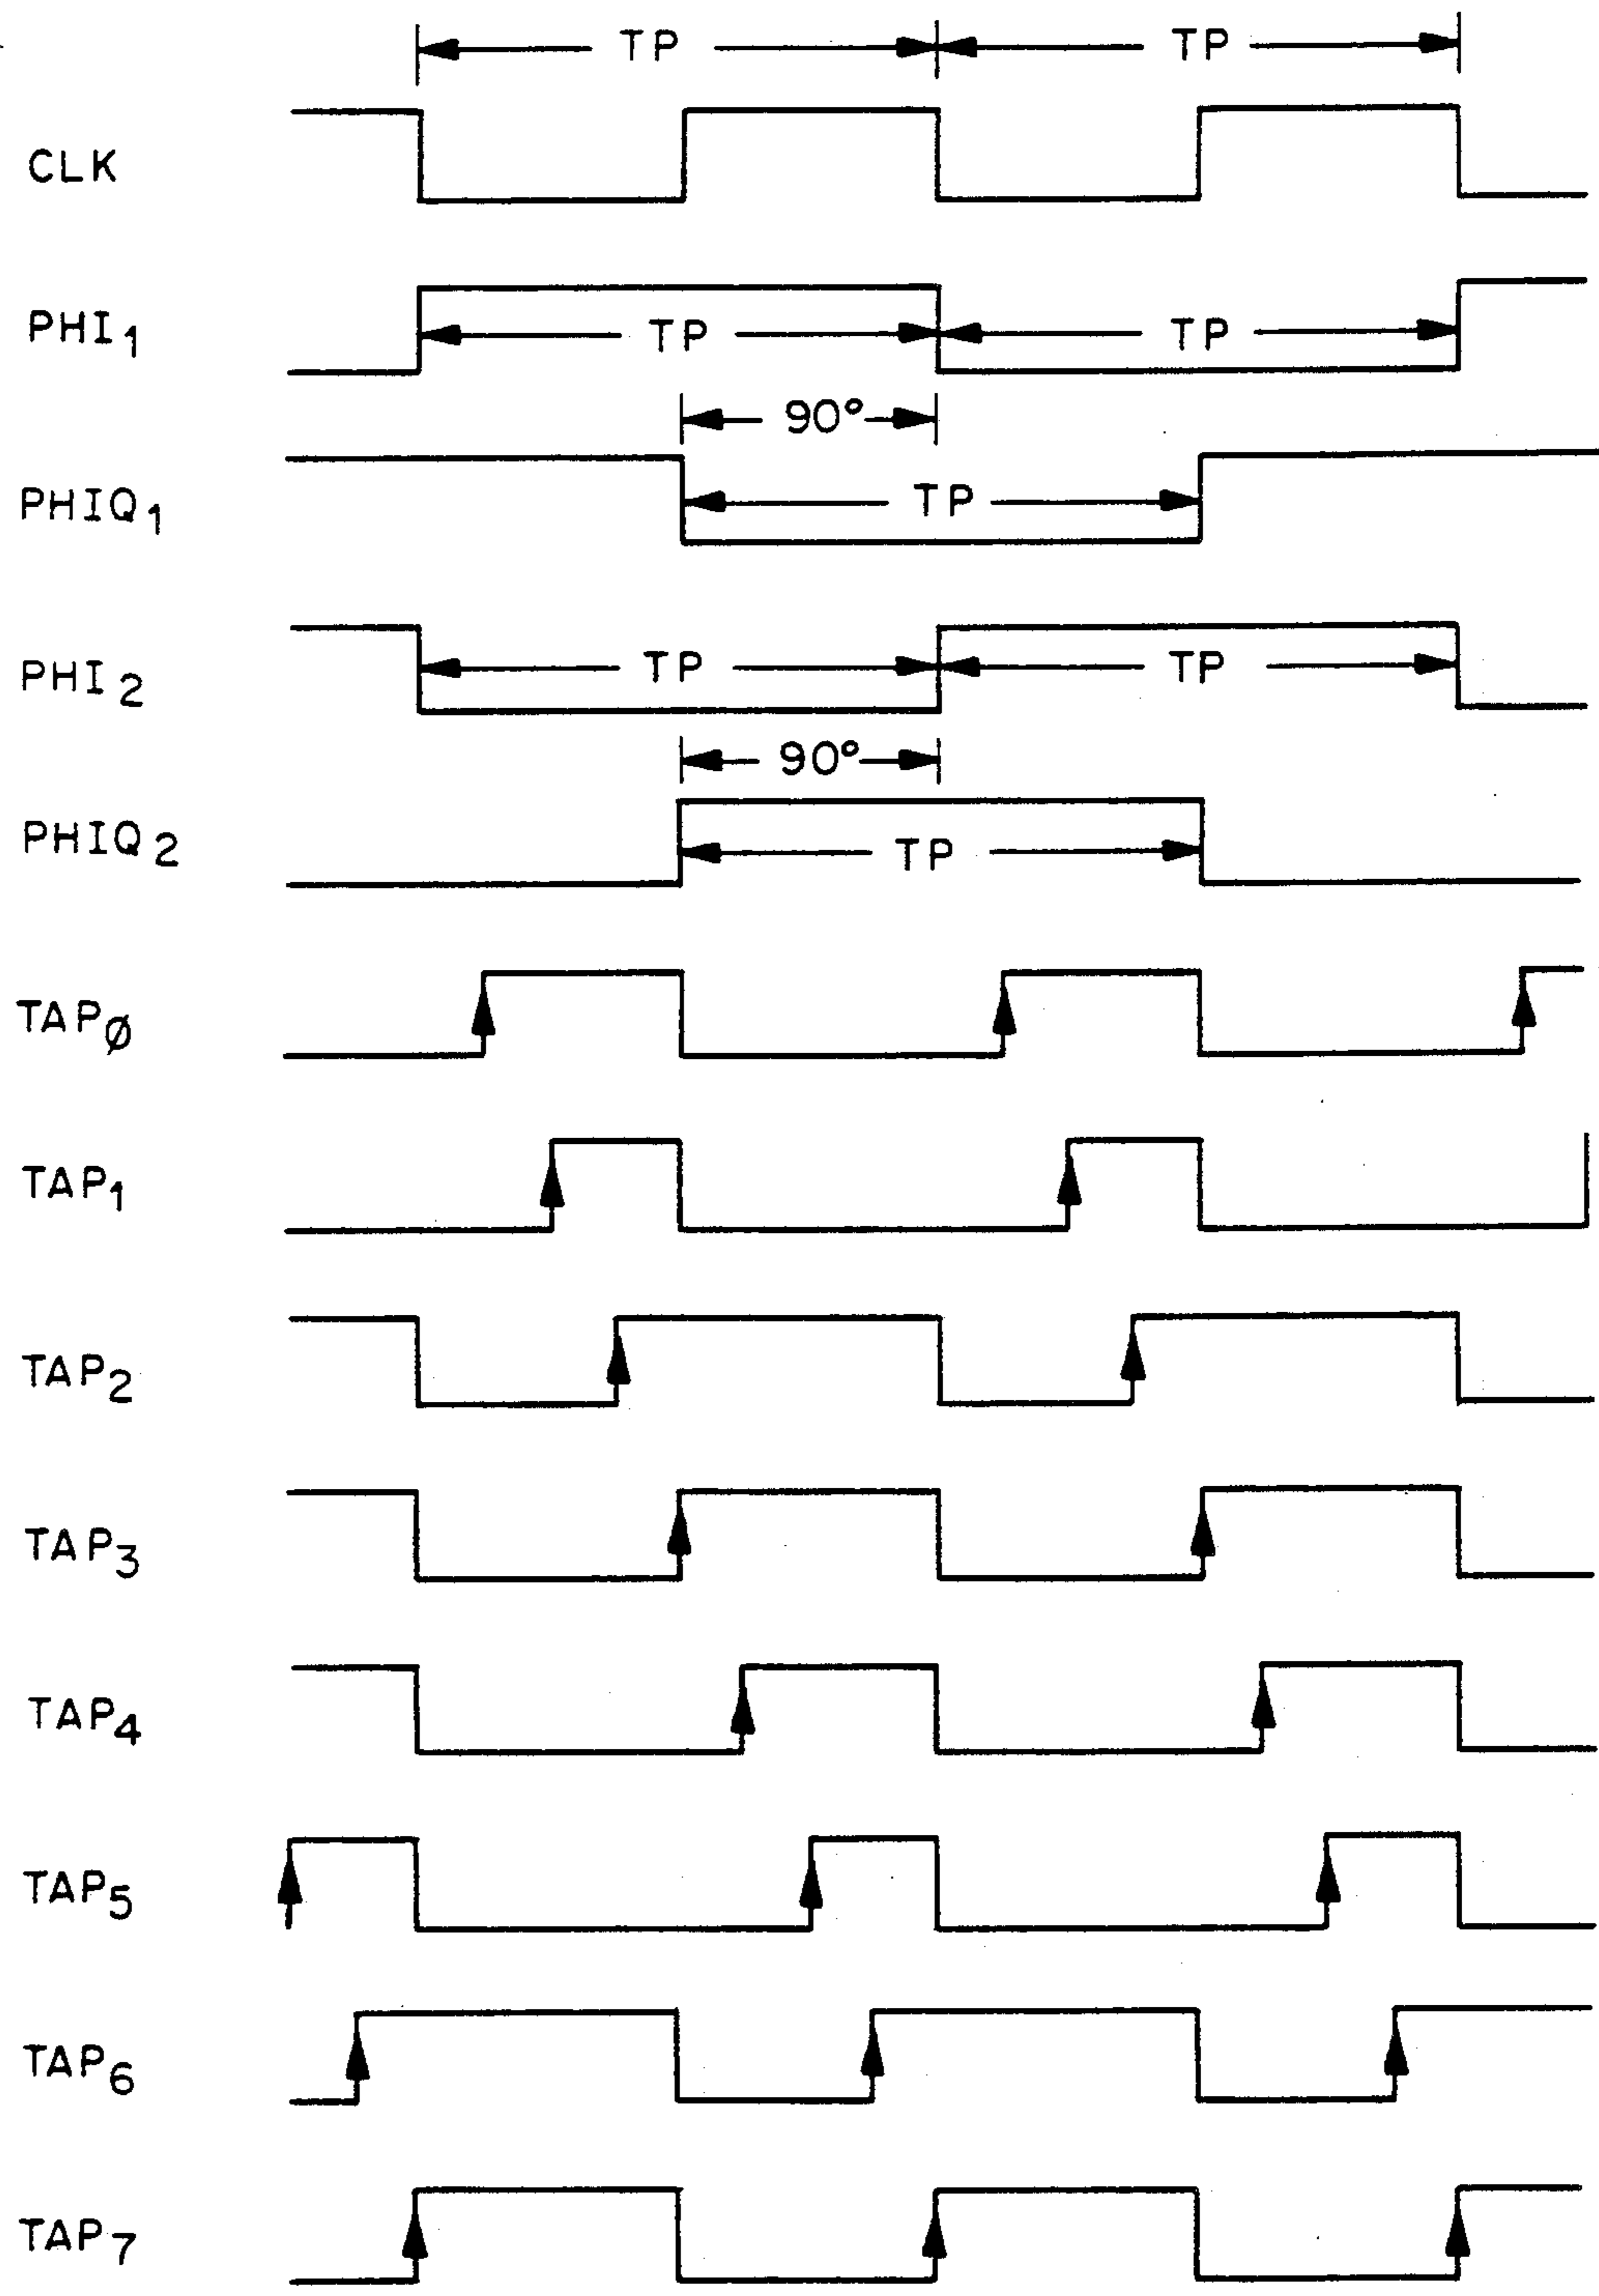 TP TP
CLK
PHI1 TP TP
90°
PHIQ1 TP
PHI2 TP TP
90°
PHIQ2 TP
TAPØ
TAP1
TAP2
TAP3
TAP4
TAP5
TAP6
TAP7